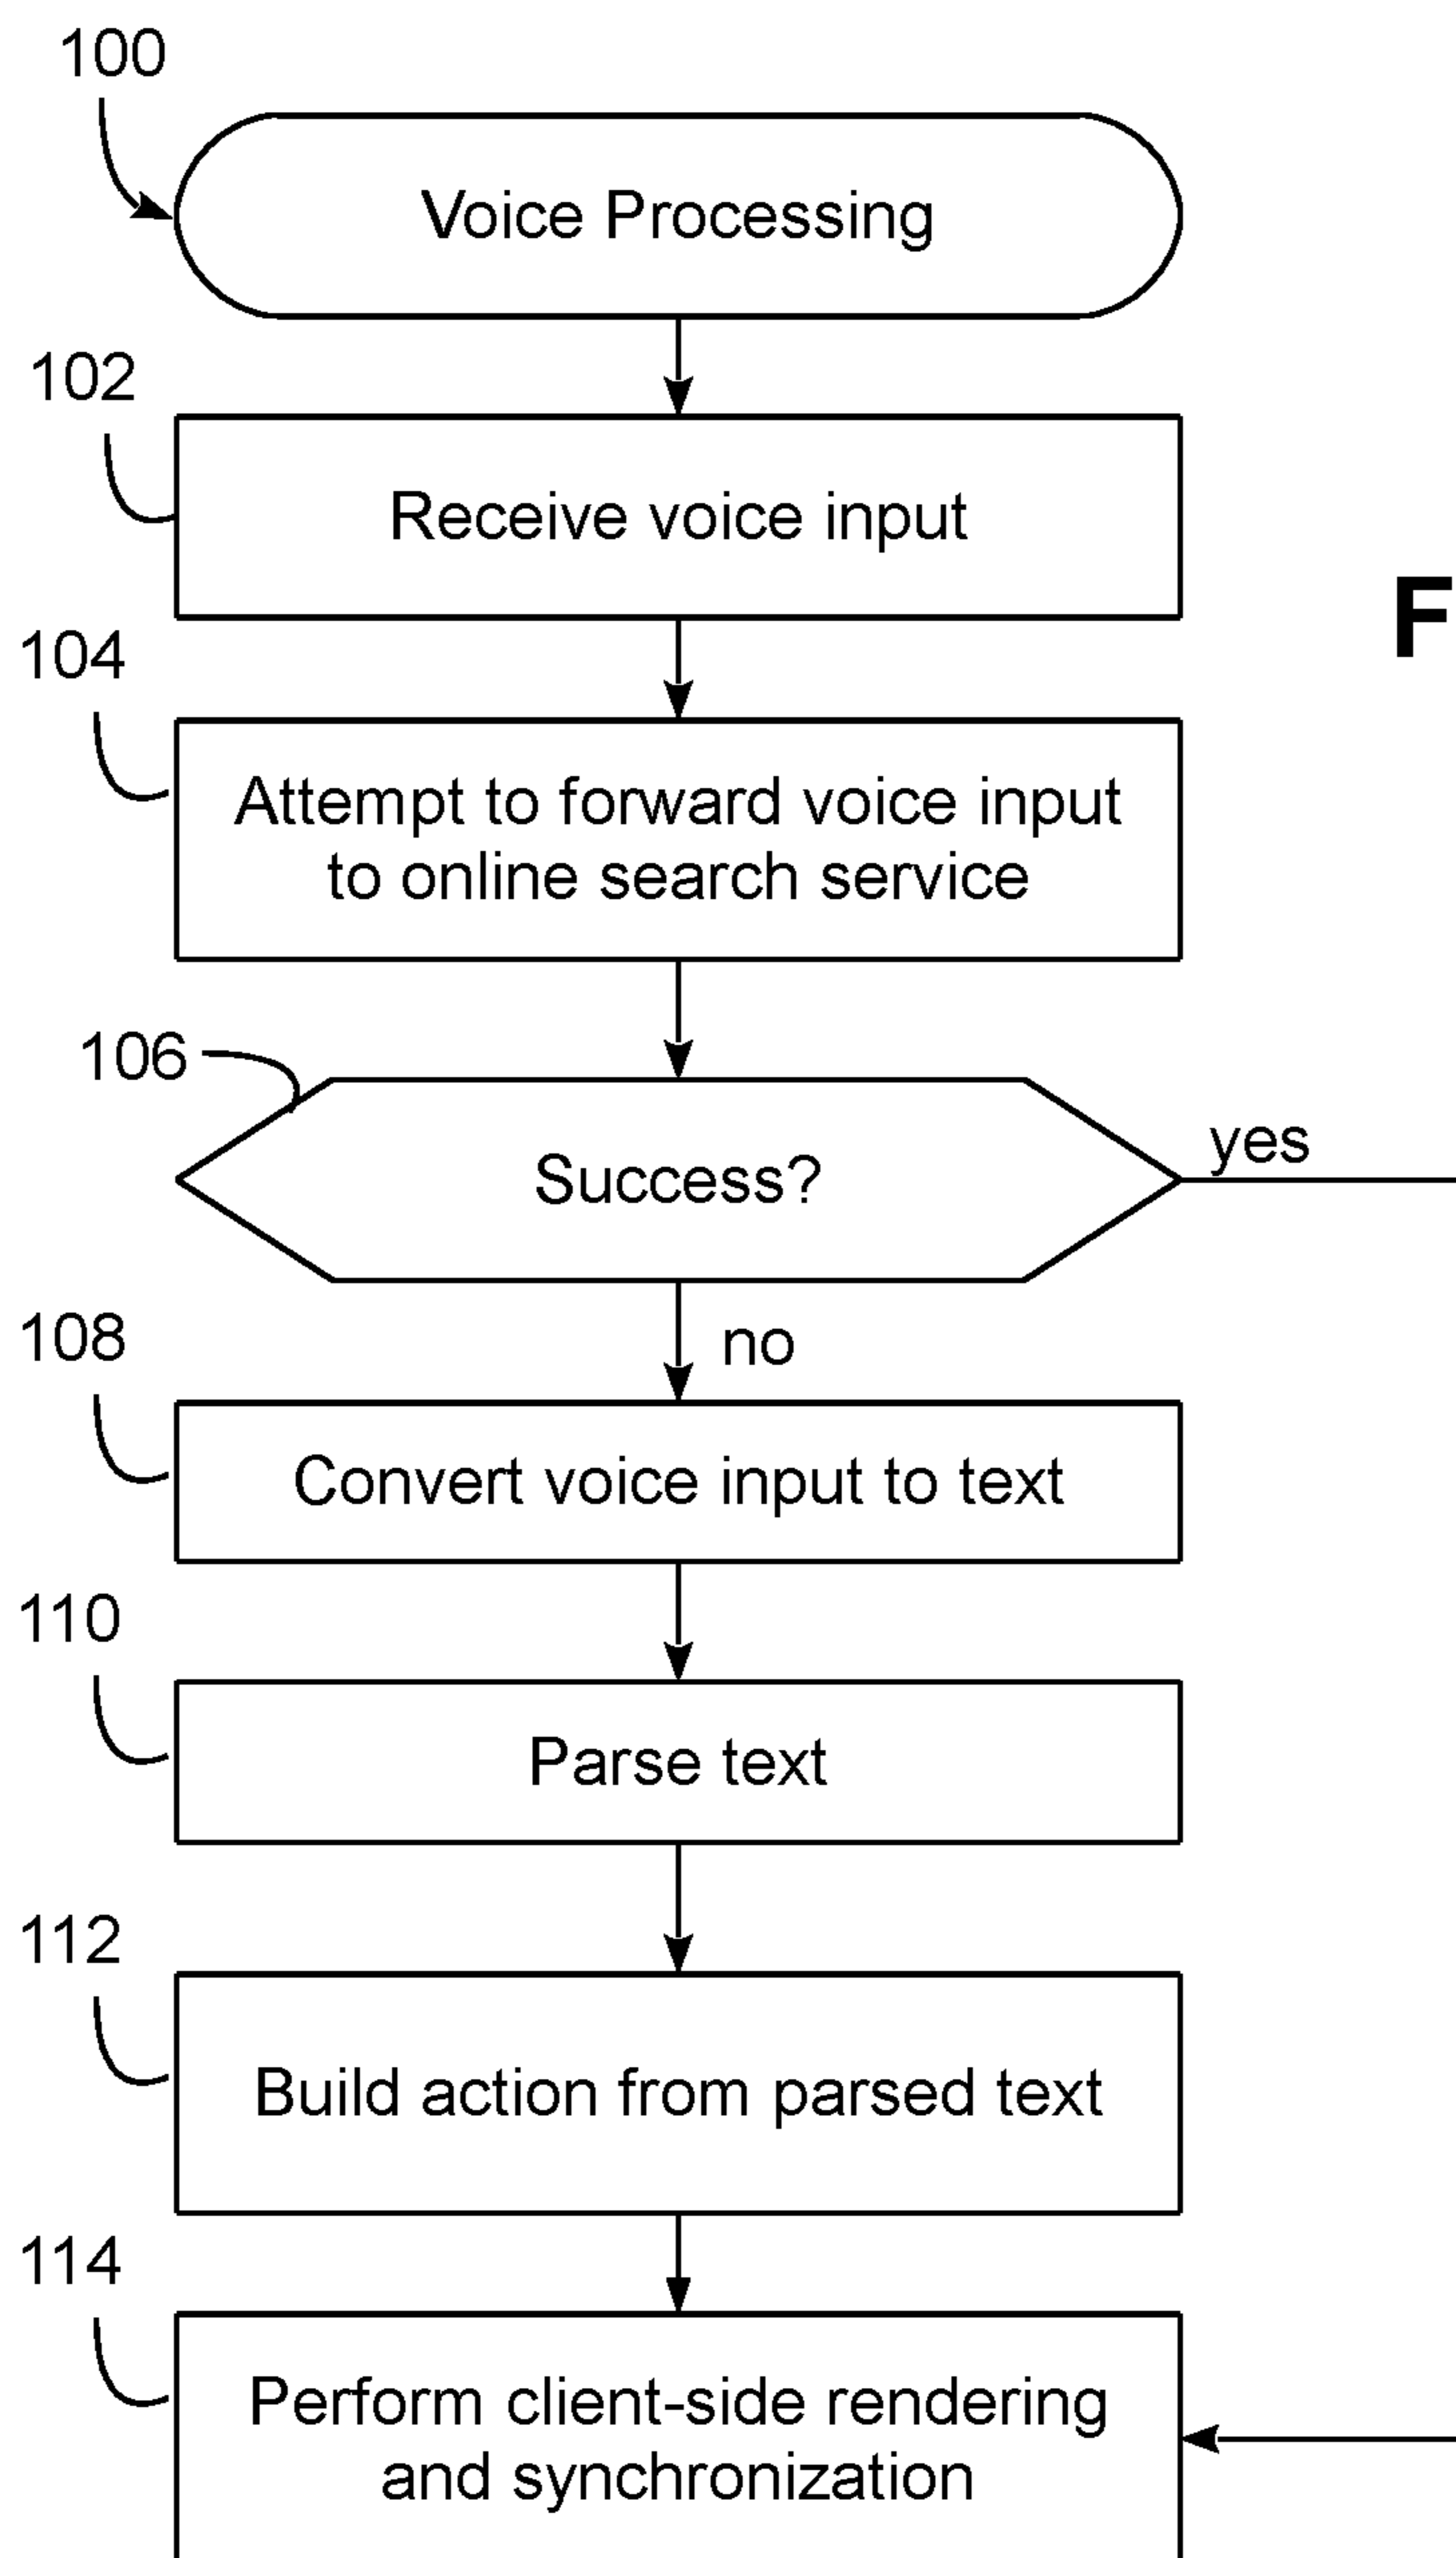 100
Voice Processing
102
Receive voice input
F
104
Attempt to forward voice input
to online search service
106
Success?
yes
no
108
Convert voice input to text
110
Parse text
112
Build action from parsed text
114
Perform client-side rendering
and synchronization